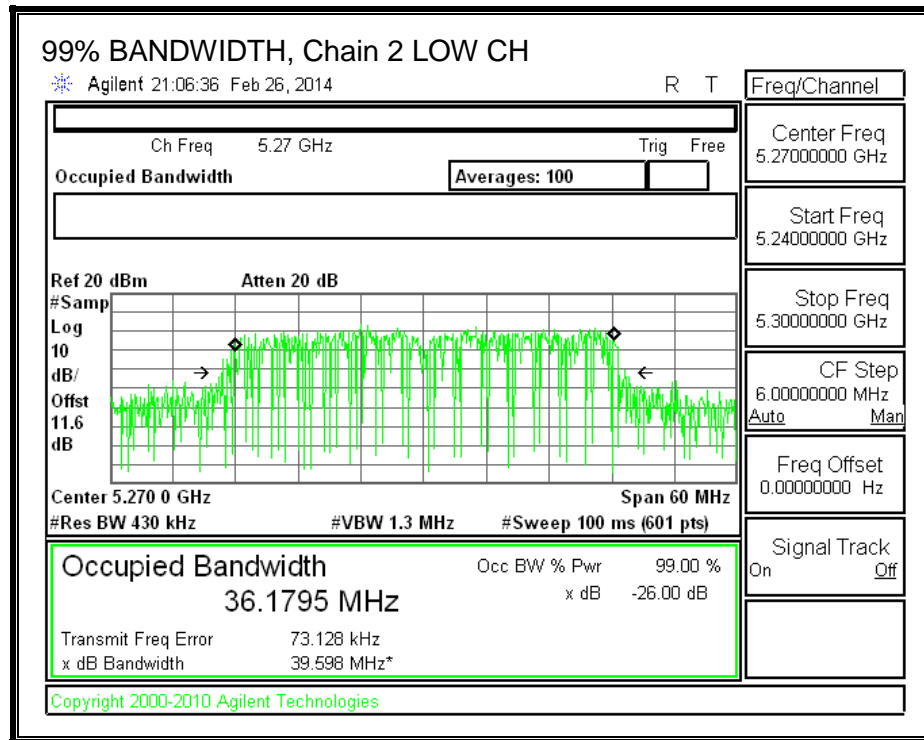 99% BANDWIDTH, Chain 2 LOW CH
Agilent 21:06:36 Feb 26, 2014 R T
Freq/Channel
Ch Freq 5.27 GHz Trig Free
Occupied Bandwidth Averages: 100
Center Freq
5.27000000 GHz
Start Freq
5.24000000 GHz
Stop Freq
5.30000000 GHz
CF Step
6.00000000 MHz
Auto Man
Freq Offset
0.00000000 Hz
Signal Track
On Off
Ref 20 dBm Atten 20 dB
#Samp
Log
10
dB/
Offst
11.6
dB
Center 5.270 0 GHz Span 60 MHz
#Res BW 430 kHz #VBW 1.3 MHz #Sweep 100 ms (601 pts)
Occupied Bandwidth Occ BW % Pwr 99.00 %
36.1795 MHz x dB -26.00 dB
Transmit Freq Error 73.128 kHz
x dB Bandwidth 39.598 MHz*
Copyright 2000-2010 Agilent Technologies